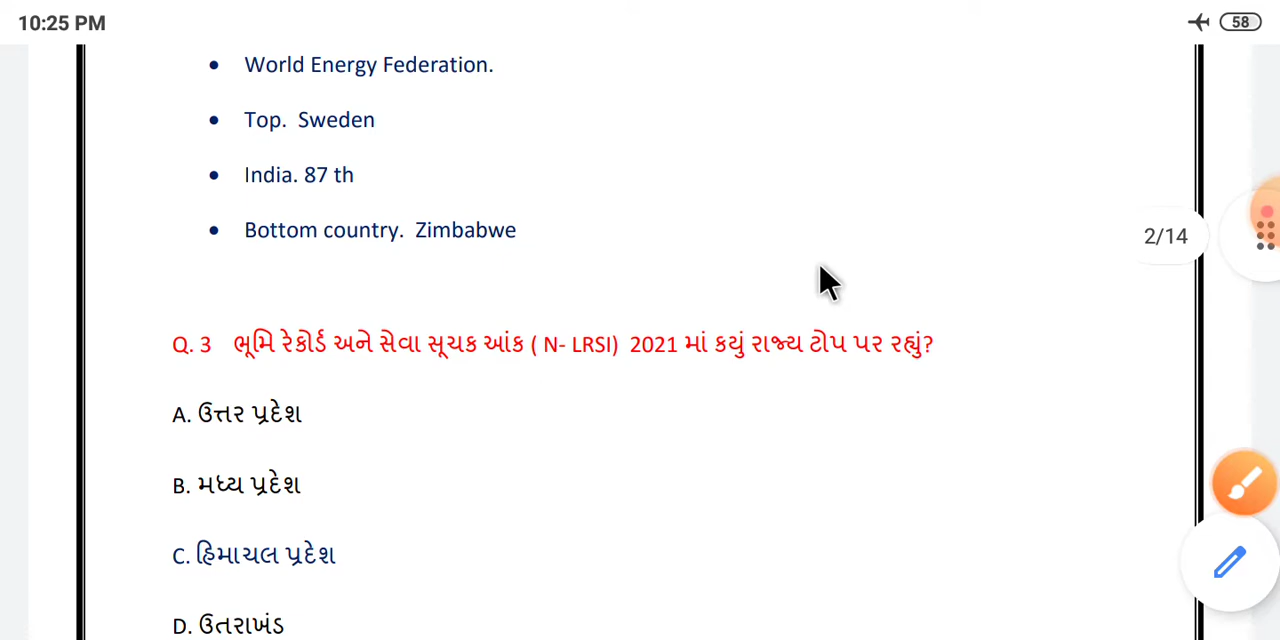 10:25 PM
58
World Energy Federation.
Top. Sweden
India. 87 th
Bottom country. Zimbabwe
2/14
Q. 3 ભૂમિ રેકોર્ડ અને સેવા સૂચક આંક ( N- LRSI) 2021 માં કયું રાજ્ય ટોપ પર રહ્યું?
A. ઉત્તર પ્રદેશ
B. મધ્ય પ્રદેશ
C. હિમાચલ પ્રદેશ
D. ઉતરાખંડ